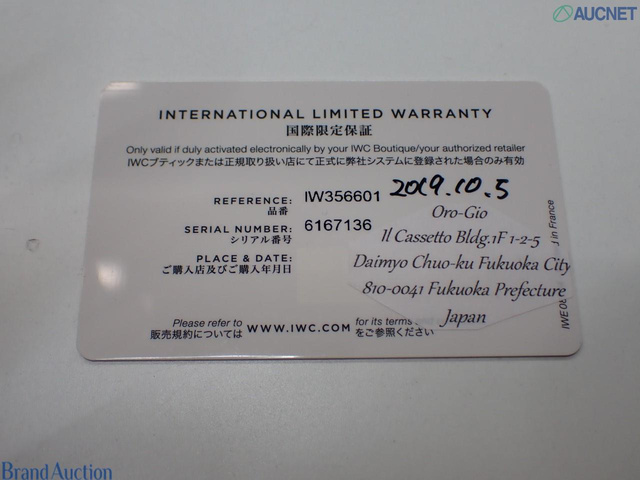 AUCNET
INTERNATIONAL LIMITED WARRANTY
国際限定保証
Only valid if duly activated electronically by your IWC Boutique/your authorized retailer
IWCブティックまたは正規取り扱い店にて正式に弊社システムに登録された場合のみ有効
REFERENCE: IW356601 2019.10.5
品番
SERIAL NUMBER: 6167136
シリアル番号
PLACE & DATE:
ご購入店及びご購入年月日
Oro-Gio
Il Cassetto Bldg.1F 1-2-5
Daimyo Chuo-ku Fukuoka City
810-0041 Fukuoka Prefecture
Japan
Please refer to WWW.IWC.COM for its terms
販売規約については をご参照ください
in France
BrandAuction